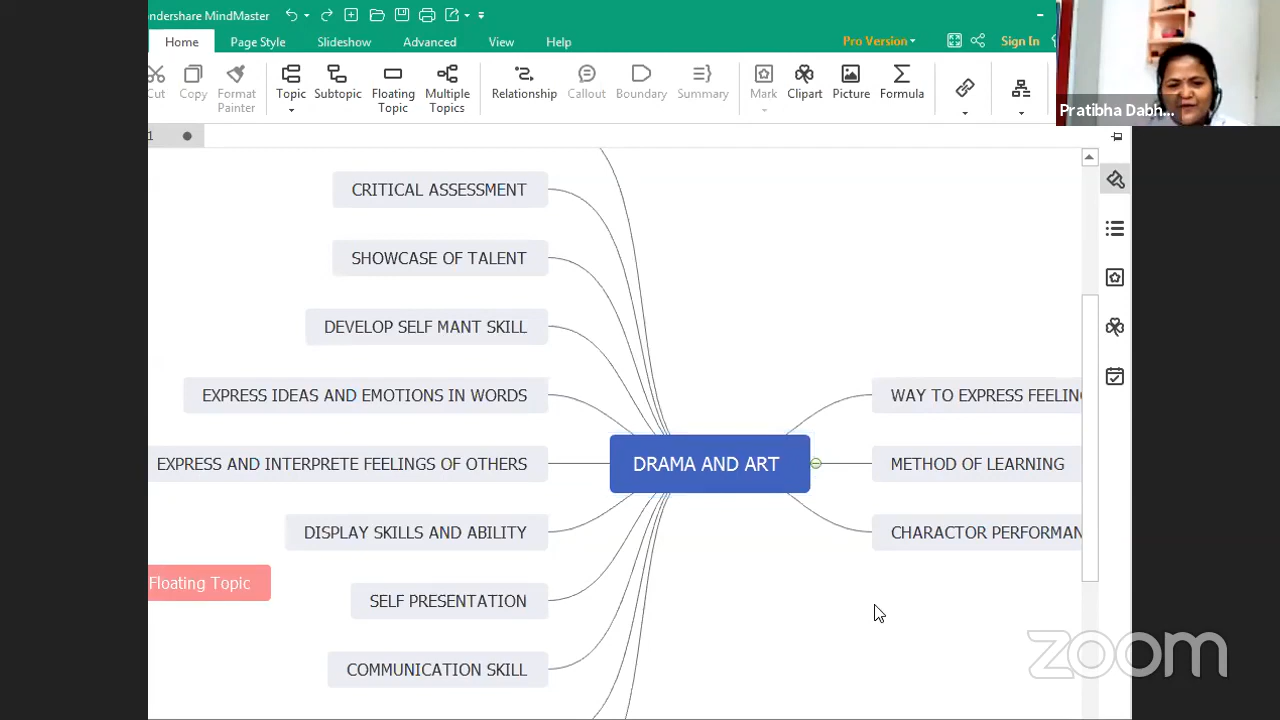 ndershare MindMaster
Home Page Style Slideshow Advanced View Help
Pro Version Sign In
Cut Copy Format Painter Topic Subtopic Floating Topic Multiple Topics Relationship Callout Boundary Summary Mark Clipart Picture Formula
Pratibha Dabh...
1
CRITICAL ASSESSMENT
SHOWCASE OF TALENT
DEVELOP SELF MANT SKILL
EXPRESS IDEAS AND EMOTIONS IN WORDS
EXPRESS AND INTERPRETE FEELINGS OF OTHERS
DISPLAY SKILLS AND ABILITY
Floating Topic
SELF PRESENTATION
COMMUNICATION SKILL
DRAMA AND ART
WAY TO EXPRESS FEELING
METHOD OF LEARNING
CHARACTOR PERFORMAN
zoom